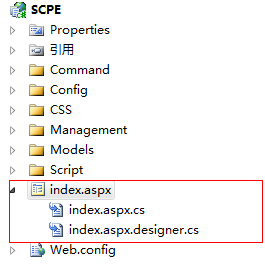 SCPE
Properties
引用
Command
Config
CSS
Management
Models
Script
index.aspx
index.aspx.cs
index.aspx.designer.cs
Web.config